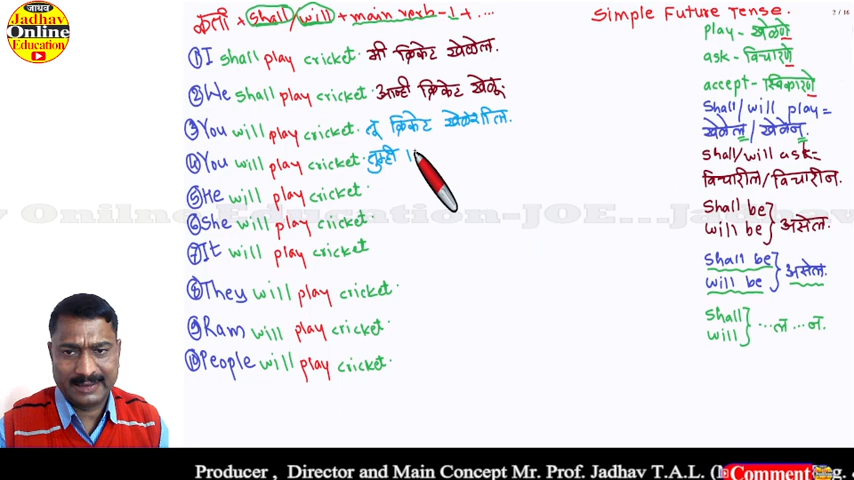 जाधव
Jadhav
Online
Education
कर्ता + shall / will + main verb-1 + ....
Simple Future Tense.
2 / 16
① I shall play cricket. मी क्रिकेट खेळेल.
② We shall play cricket. आम्ही क्रिकेट खेळू.
③ You will play cricket. तू क्रिकेट खेळशील.
④ You will play cricket. तुम्ही
⑤ He will play cricket.
⑥ She will play cricket.
⑦ It will play cricket
⑧ They will play cricket.
⑨ Ram will play cricket.
⑩ People will play cricket.
play - खेळणे
ask - विचारणे
accept - स्विकारणे
Shall/will play =
खेळेल / खेळेन.
shall/will ask =
विचारील / विचारीन.
Shall be
will be } असेल.
Shall be
will be } असेल.
Shall
will } ...ल ...न.
Onilne Education-JOE...Jadha
Producer , Director and Main Concept Mr. Prof. Jadhav T.A.L. (
Comment